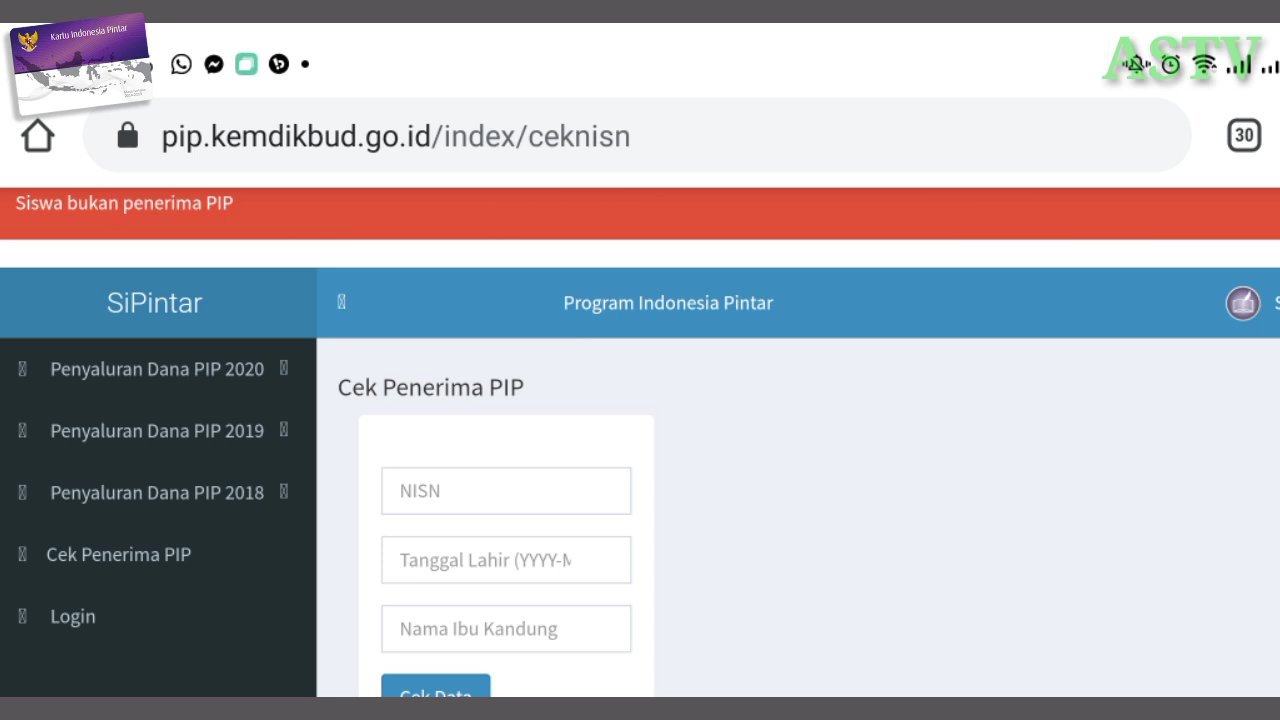 Kartu Indonesia Pintar
ASTV
pip.kemdikbud.go.id/index/ceknisn
30
Siswa bukan penerima PIP
SiPintar
Program Indonesia Pintar
S
Penyaluran Dana PIP 2020
Penyaluran Dana PIP 2019
Penyaluran Dana PIP 2018
Cek Penerima PIP
Login
Cek Penerima PIP
NISN
Tanggal Lahir (YYYY-M
Nama Ibu Kandung
Cek Data